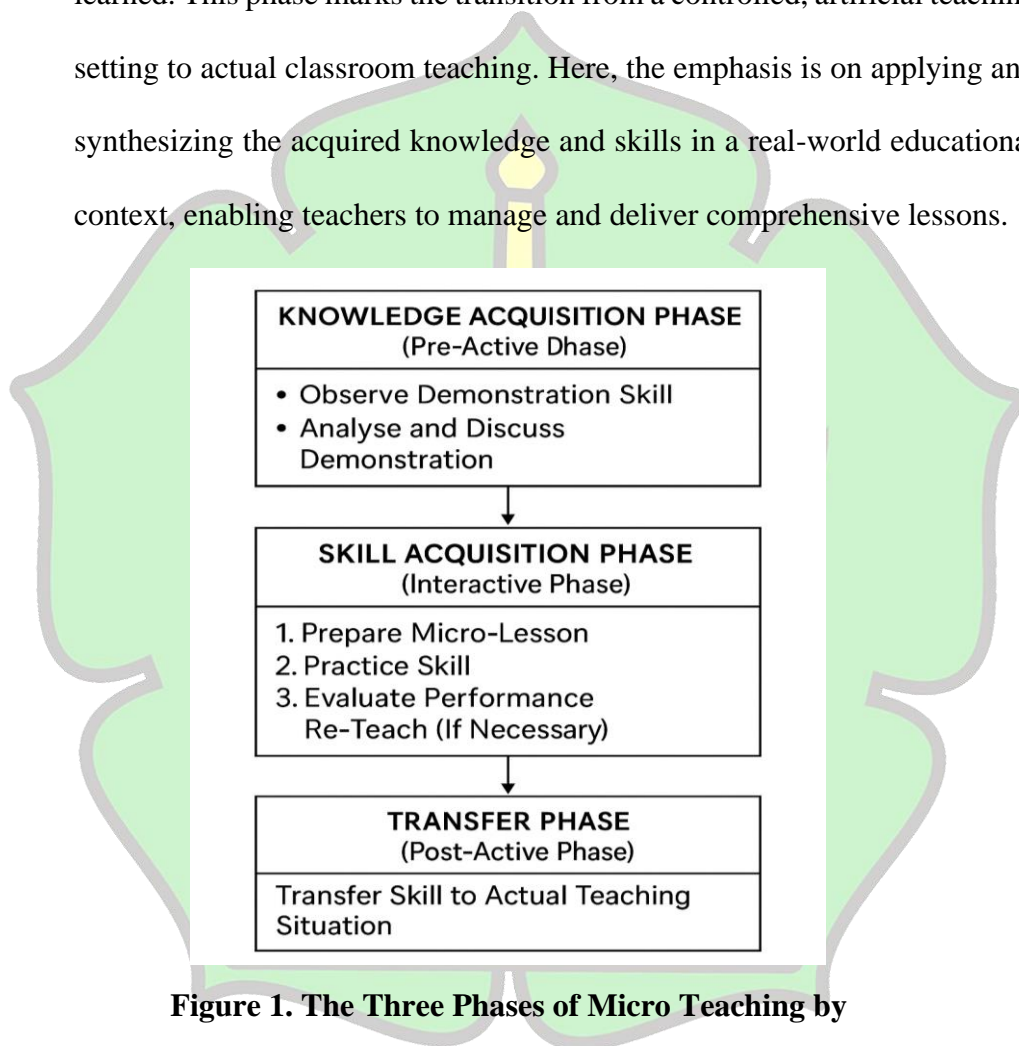 learned. This phase marks the transition from a controlled, artificial teachin
setting to actual classroom teaching. Here, the emphasis is on applying an
synthesizing the acquired knowledge and skills in a real-world educationa
context, enabling teachers to manage and deliver comprehensive lessons.
KNOWLEDGE ACQUISITION PHASE
(Pre-Active Dhase)
• Observe Demonstration Skill
• Analyse and Discuss
Demonstration
SKILL ACQUISITION PHASE
(Interactive Phase)
1. Prepare Micro-Lesson
2. Practice Skill
3. Evaluate Performance
Re-Teach (If Necessary)
TRANSFER PHASE
(Post-Active Phase)
Transfer Skill to Actual Teaching
Situation
Figure 1. The Three Phases of Micro Teaching by